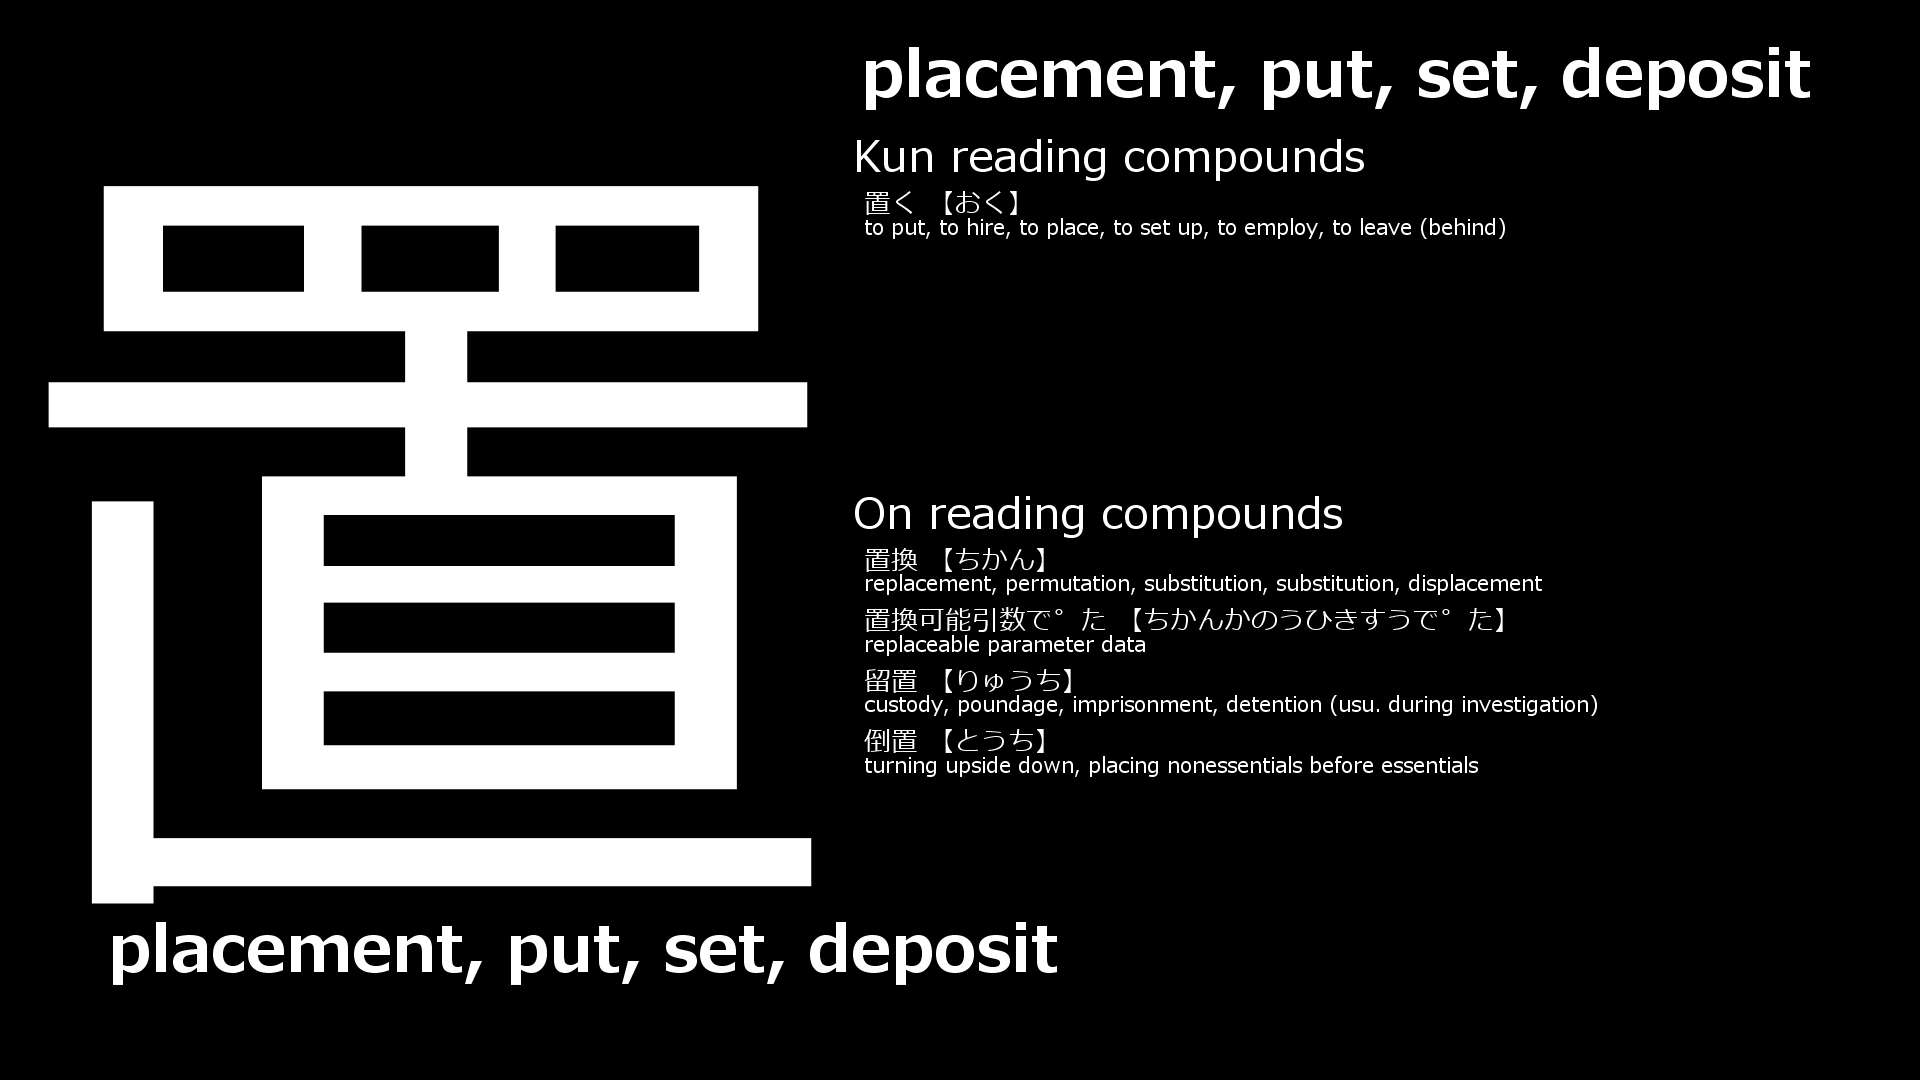 置
placement, put, set, deposit
placement, put, set, deposit
Kun reading compounds
置く 【おく】
to put, to hire, to place, to set up, to employ, to leave (behind)
On reading compounds
置換 【ちかん】
replacement, permutation, substitution, substitution, displacement
置換可能引数で゜た 【ちかんかのうひきすうで゜た】
replaceable parameter data
留置 【りゅうち】
custody, poundage, imprisonment, detention (usu. during investigation)
倒置 【とうち】
turning upside down, placing nonessentials before essentials